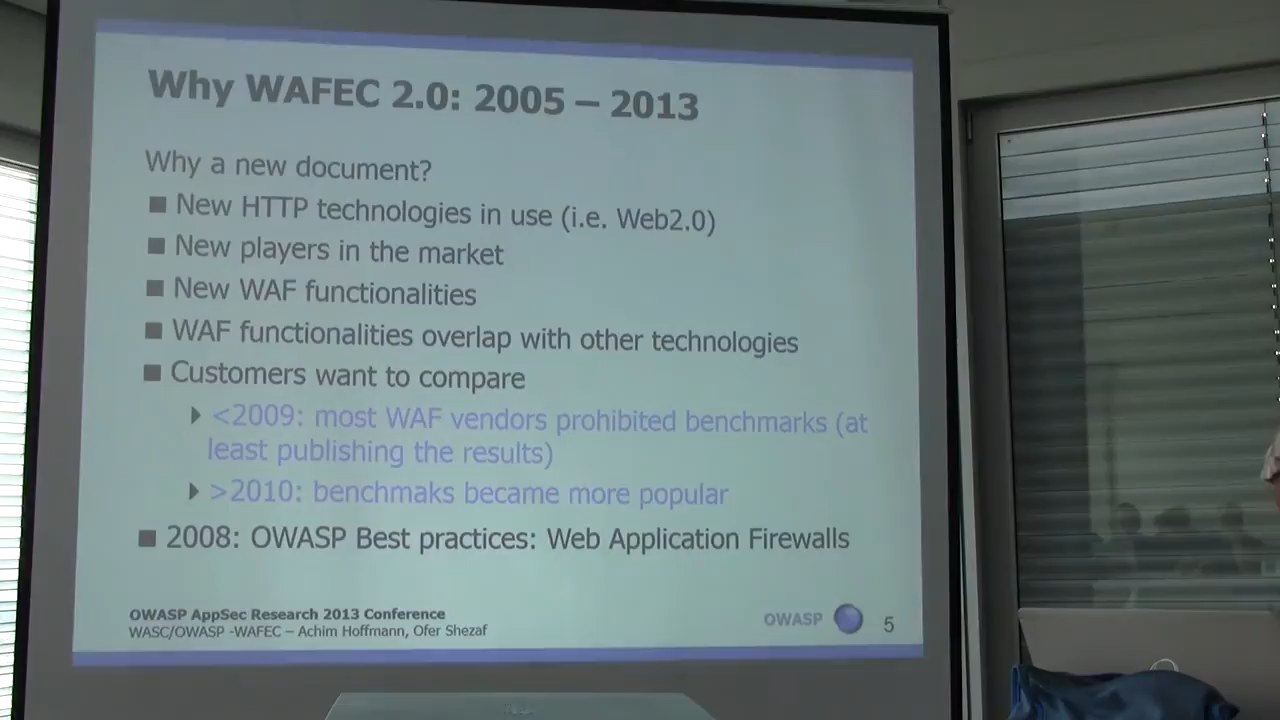 Why WAFEC 2.0: 2005 – 2013
Why a new document?
■ New HTTP technologies in use (i.e. Web2.0)
■ New players in the market
■ New WAF functionalities
■ WAF functionalities overlap with other technologies
■ Customers want to compare
<2009: most WAF vendors prohibited benchmarks (at
least publishing the results)
>2010: benchmaks became more popular
■ 2008: OWASP Best practices: Web Application Firewalls
OWASP AppSec Research 2013 Conference
WASC/OWASP -WAFEC – Achim Hoffmann, Ofer Shezaf
OWASP
5